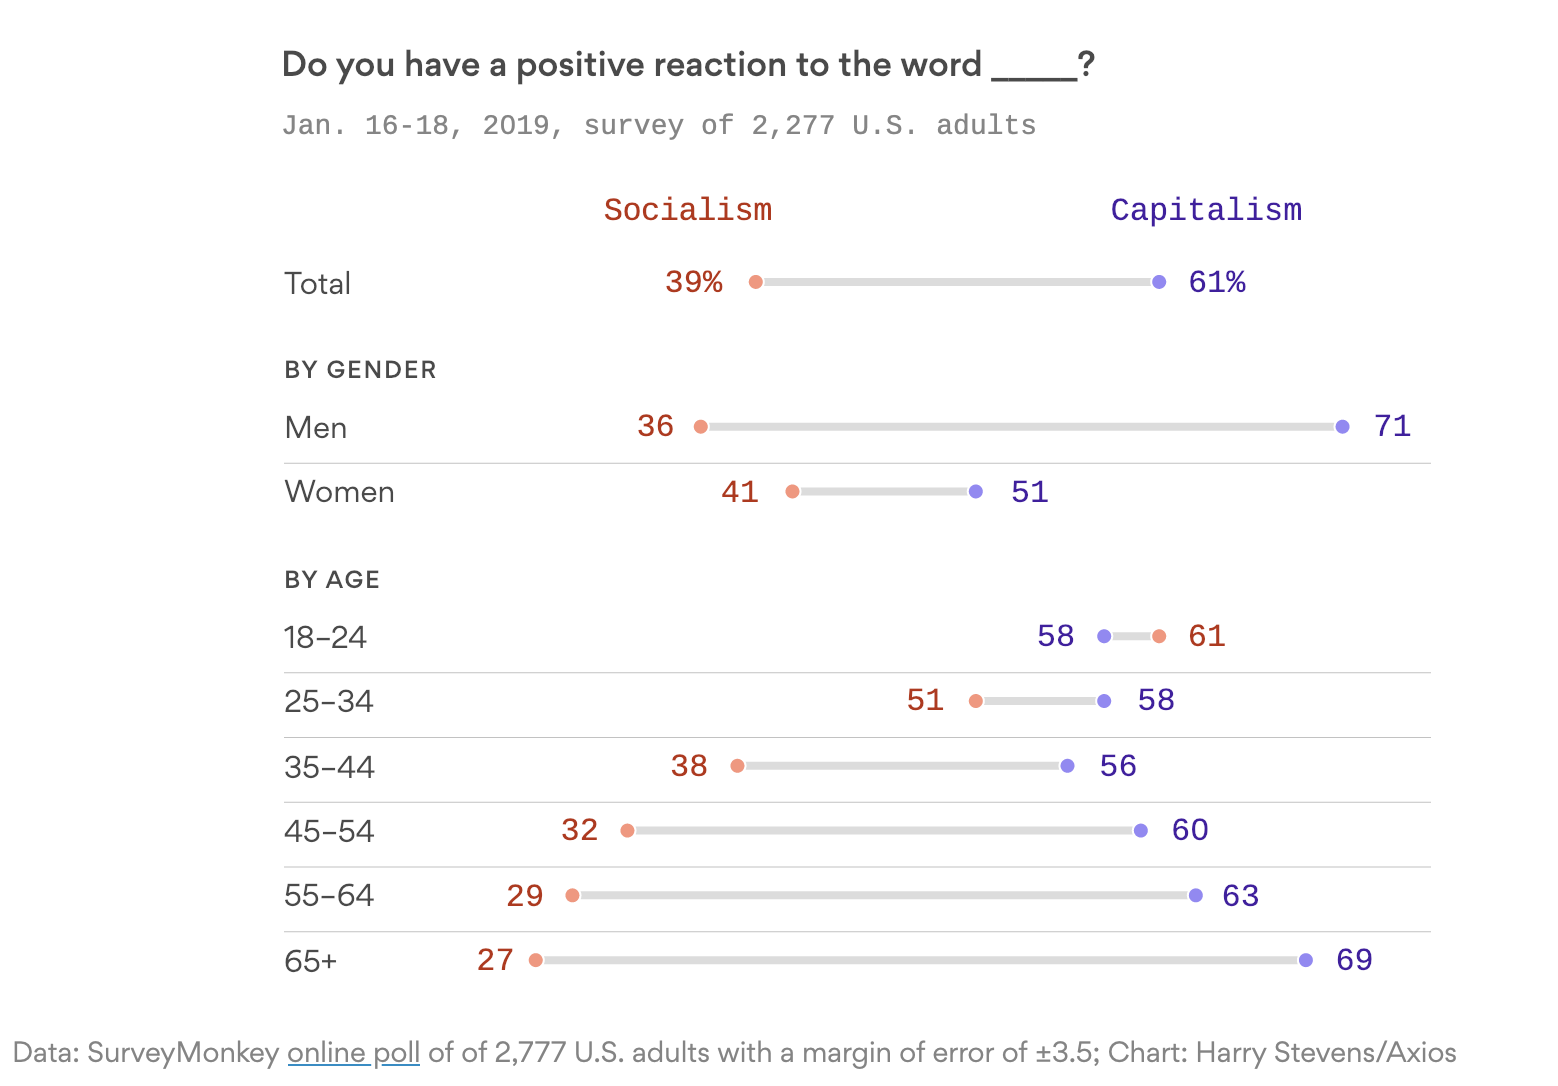 Do you have a positive reaction to the word _____?
Jan. 16-18, 2019, survey of 2,277 U.S. adults
Socialism Capitalism
Total 39% 61%
BY GENDER
Men 36 71
Women 41 51
BY AGE
18–24 58 61
25–34 51 58
35–44 38 56
45–54 32 60
55–64 29 63
65+ 27 69
Data: SurveyMonkey online poll of of 2,777 U.S. adults with a margin of error of ±3.5; Chart: Harry Stevens/Axios